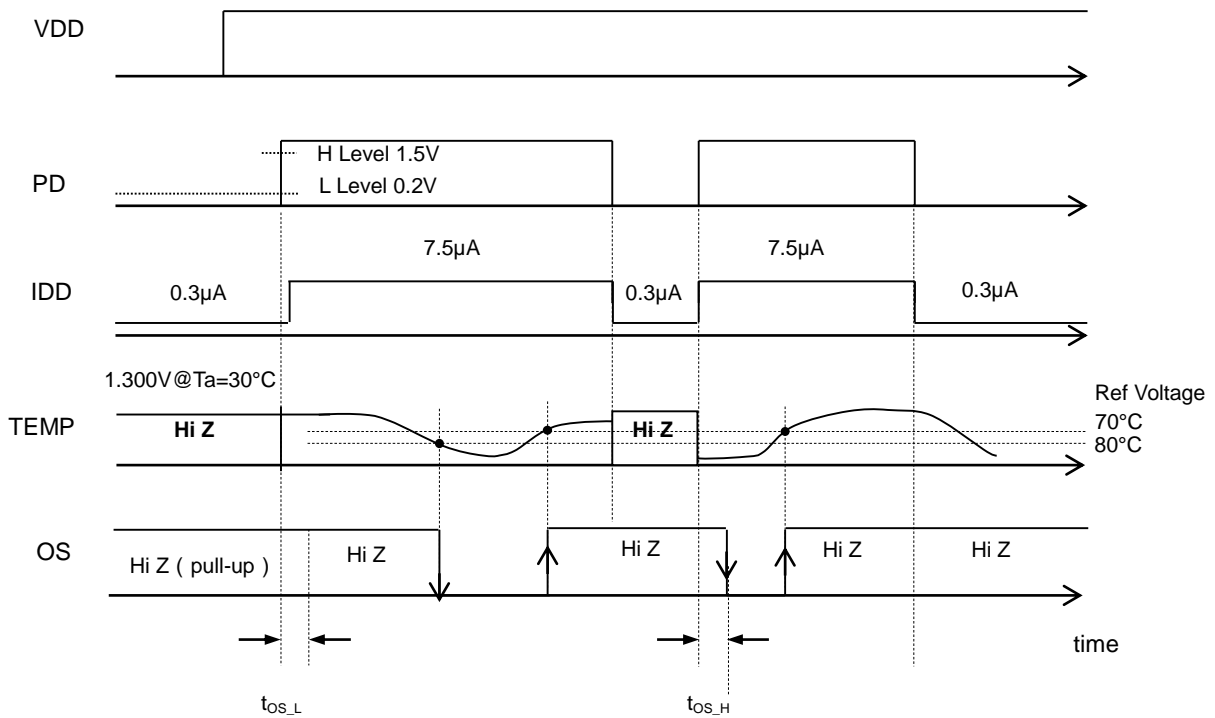 VDD
H Level 1.5V
PD
L Level 0.2V
7.5µA
7.5µA
IDD
0.3µA
0.3µA
0.3µA
1.300V@Ta=30°C
Ref Voltage
TEMP
Hi Z
Hi Z
70°C
80°C
OS
Hi Z ( pull-up )
Hi Z
Hi Z
Hi Z
Hi Z
time
tOS_L
tOS_H